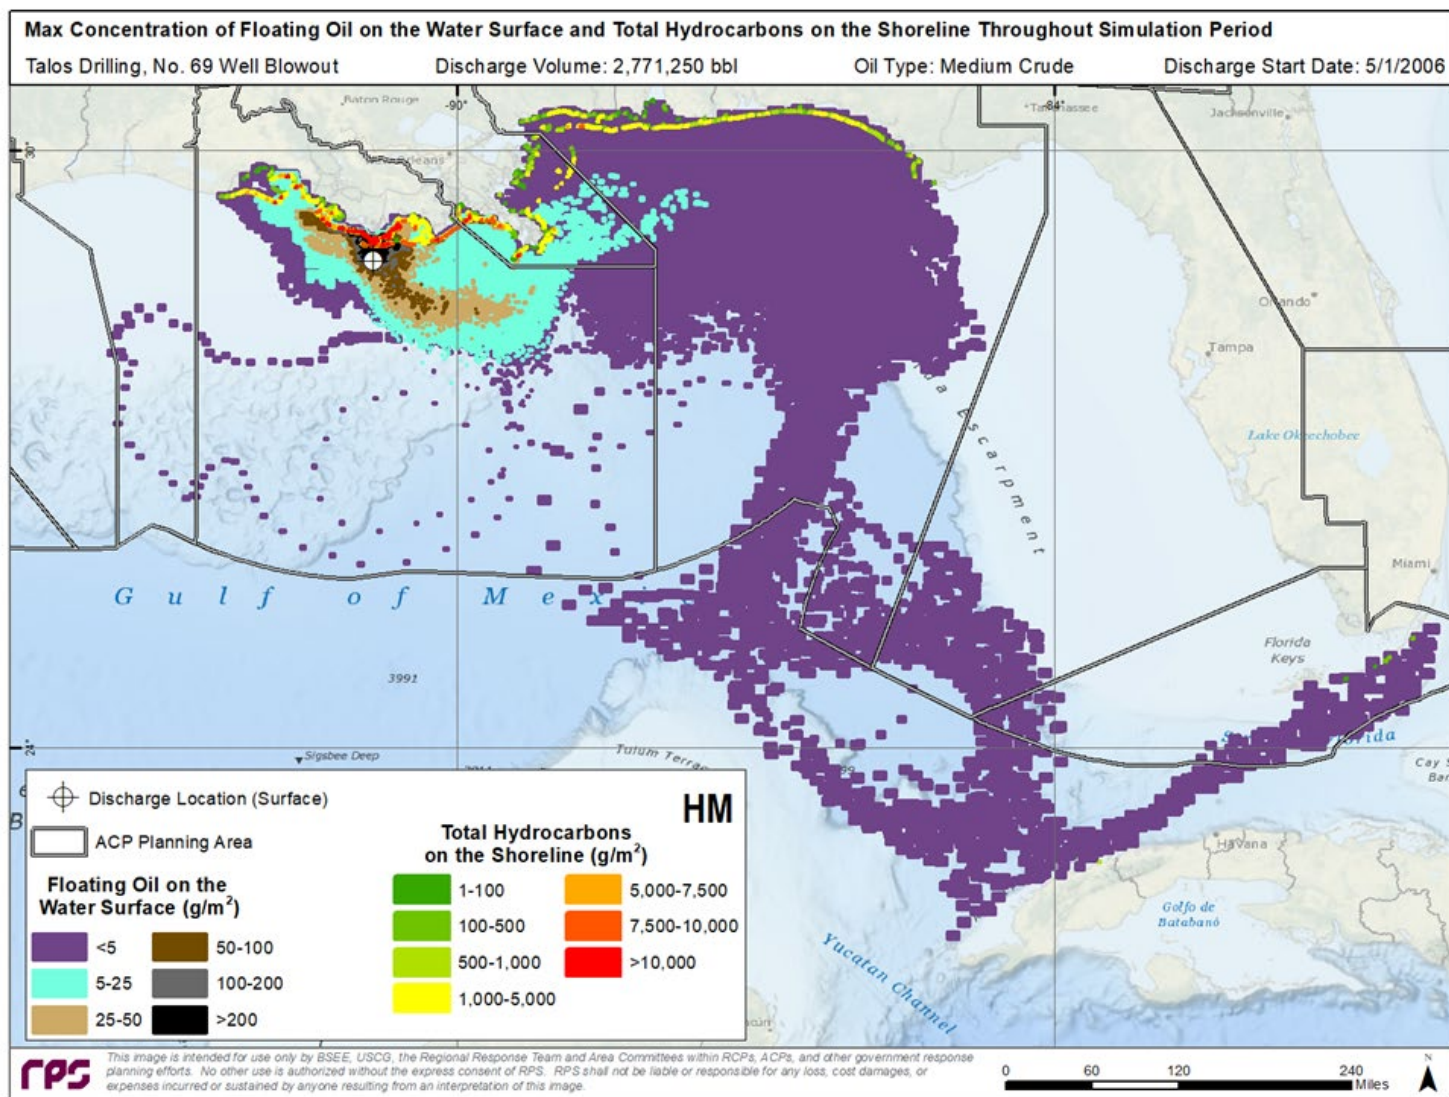 Max Concentration of Floating Oil on the Water Surface and Total Hydrocarbons on the Shoreline Throughout Simulation Period
Talos Drilling, No. 69 Well Blowout Discharge Volume: 2,771,250 bbl Oil Type: Medium Crude Discharge Start Date: 5/1/2006
-90°
-84°
Baton Rouge
Jacksonville
30°
Orlando
Tampa
Escarpment
Lake Okeechobee
Miami
Gulf of Mexi
Florida
Keys
3991
24°
Sigsbee Deep
Tulum Terrac
Havana
Golfo de
Batabanó
Yucatan Channel
Discharge Location (Surface)
ACP Planning Area
HM
Floating Oil on the
Water Surface (g/m²)
<5
50-100
5-25
100-200
25-50
>200
Total Hydrocarbons
on the Shoreline (g/m²)
1-100
5,000-7,500
100-500
7,500-10,000
500-1,000
>10,000
1,000-5,000
rps
This image is intended for use only by BSEE, USCG, the Regional Response Team and Area Committees within RCPs, ACPs, and other government response
planning efforts. No other use is authorized without the express consent of RPS. RPS shall not be liable or responsible for any loss, cost damages, or
expenses incurred or sustained by anyone resulting from an interpretation of this image.
0 60 120 240
Miles
N